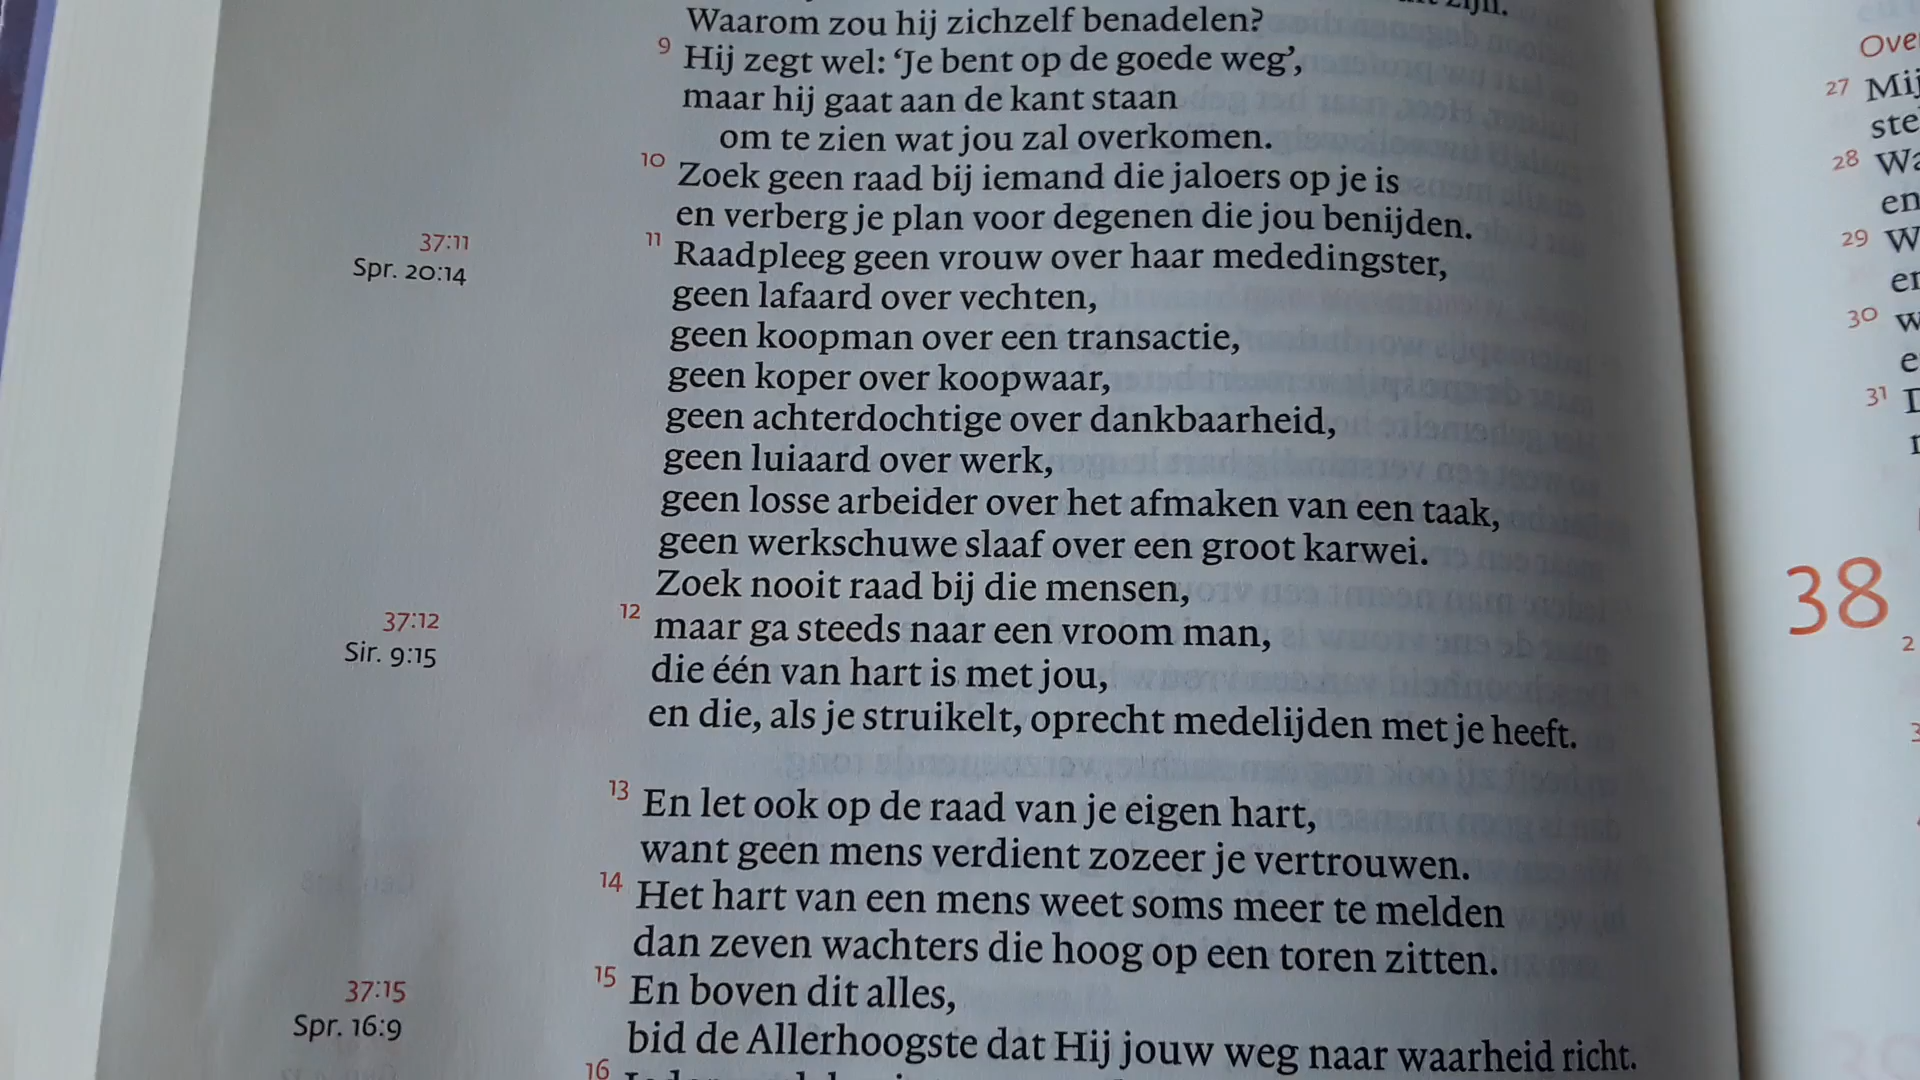 zijn.
Waarom zou hij zichzelf benadelen?
9 Hij zegt wel: ‘Je bent op de goede weg’,
maar hij gaat aan de kant staan
om te zien wat jou zal overkomen.
10 Zoek geen raad bij iemand die jaloers op je is
en verberg je plan voor degenen die jou benijden.
37:11
Spr. 20:14
11 Raadpleeg geen vrouw over haar mededingster,
geen lafaard over vechten,
geen koopman over een transactie,
geen koper over koopwaar,
geen achterdochtige over dankbaarheid,
geen luiaard over werk,
geen losse arbeider over het afmaken van een taak,
geen werkschuwe slaaf over een groot karwei.
Zoek nooit raad bij die mensen,
37:12
Sir. 9:15
12 maar ga steeds naar een vroom man,
die één van hart is met jou,
en die, als je struikelt, oprecht medelijden met je heeft.
13 En let ook op de raad van je eigen hart,
want geen mens verdient zozeer je vertrouwen.
14 Het hart van een mens weet soms meer te melden
dan zeven wachters die hoog op een toren zitten.
37:15
Spr. 16:9
15 En boven dit alles,
bid de Allerhoogste dat Hij jouw weg naar waarheid richt.
16
27
28
en
29
30
31
38
2